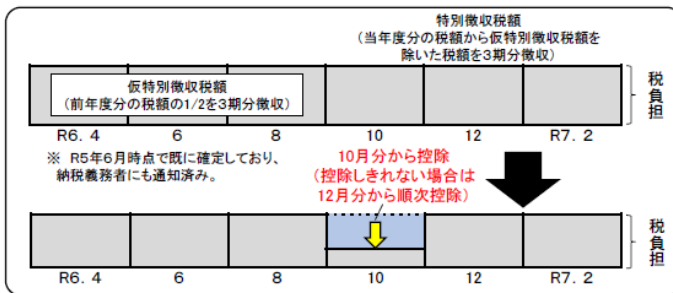 特別徴収税額
(当年度分の税額から仮特別徴収税額を
除いた税額を3期分徴収)
仮特別徴収税額
(前年度分の税額の1/2を3期分徴収)
税負担
R6.4 6 8 10 12 R7.2
※ R5年6月時点で既に確定しており、
納税義務者にも通知済み。
10月分から控除
(控除しきれない場合は
12月分から順次控除)
税負担
R6.4 6 8 10 12 R7.2